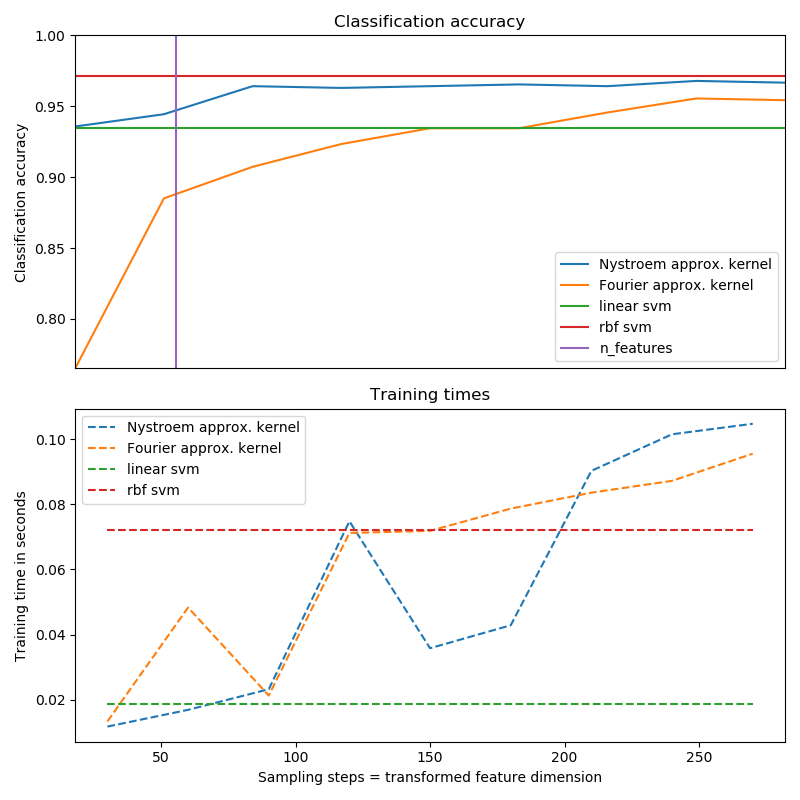 Classification accuracy
1.00
0.95
0.90
0.85
0.80
Classification accuracy
Nystroem approx. kernel
Fourier approx. kernel
linear svm
rbf svm
n_features
Training times
0.10
0.08
0.06
0.04
0.02
Training time in seconds
Nystroem approx. kernel
Fourier approx. kernel
linear svm
rbf svm
50 100 150 200 250
Sampling steps = transformed feature dimension